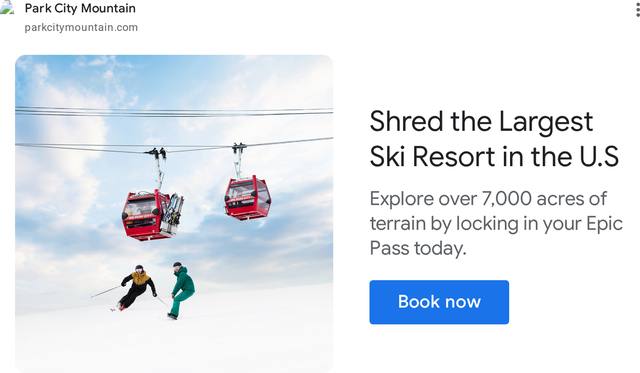 Park City Mountain
parkcitymountain.com
Shred the Largest
Ski Resort in the U.S
Explore over 7,000 acres of
terrain by locking in your Epic
Pass today.
Book now